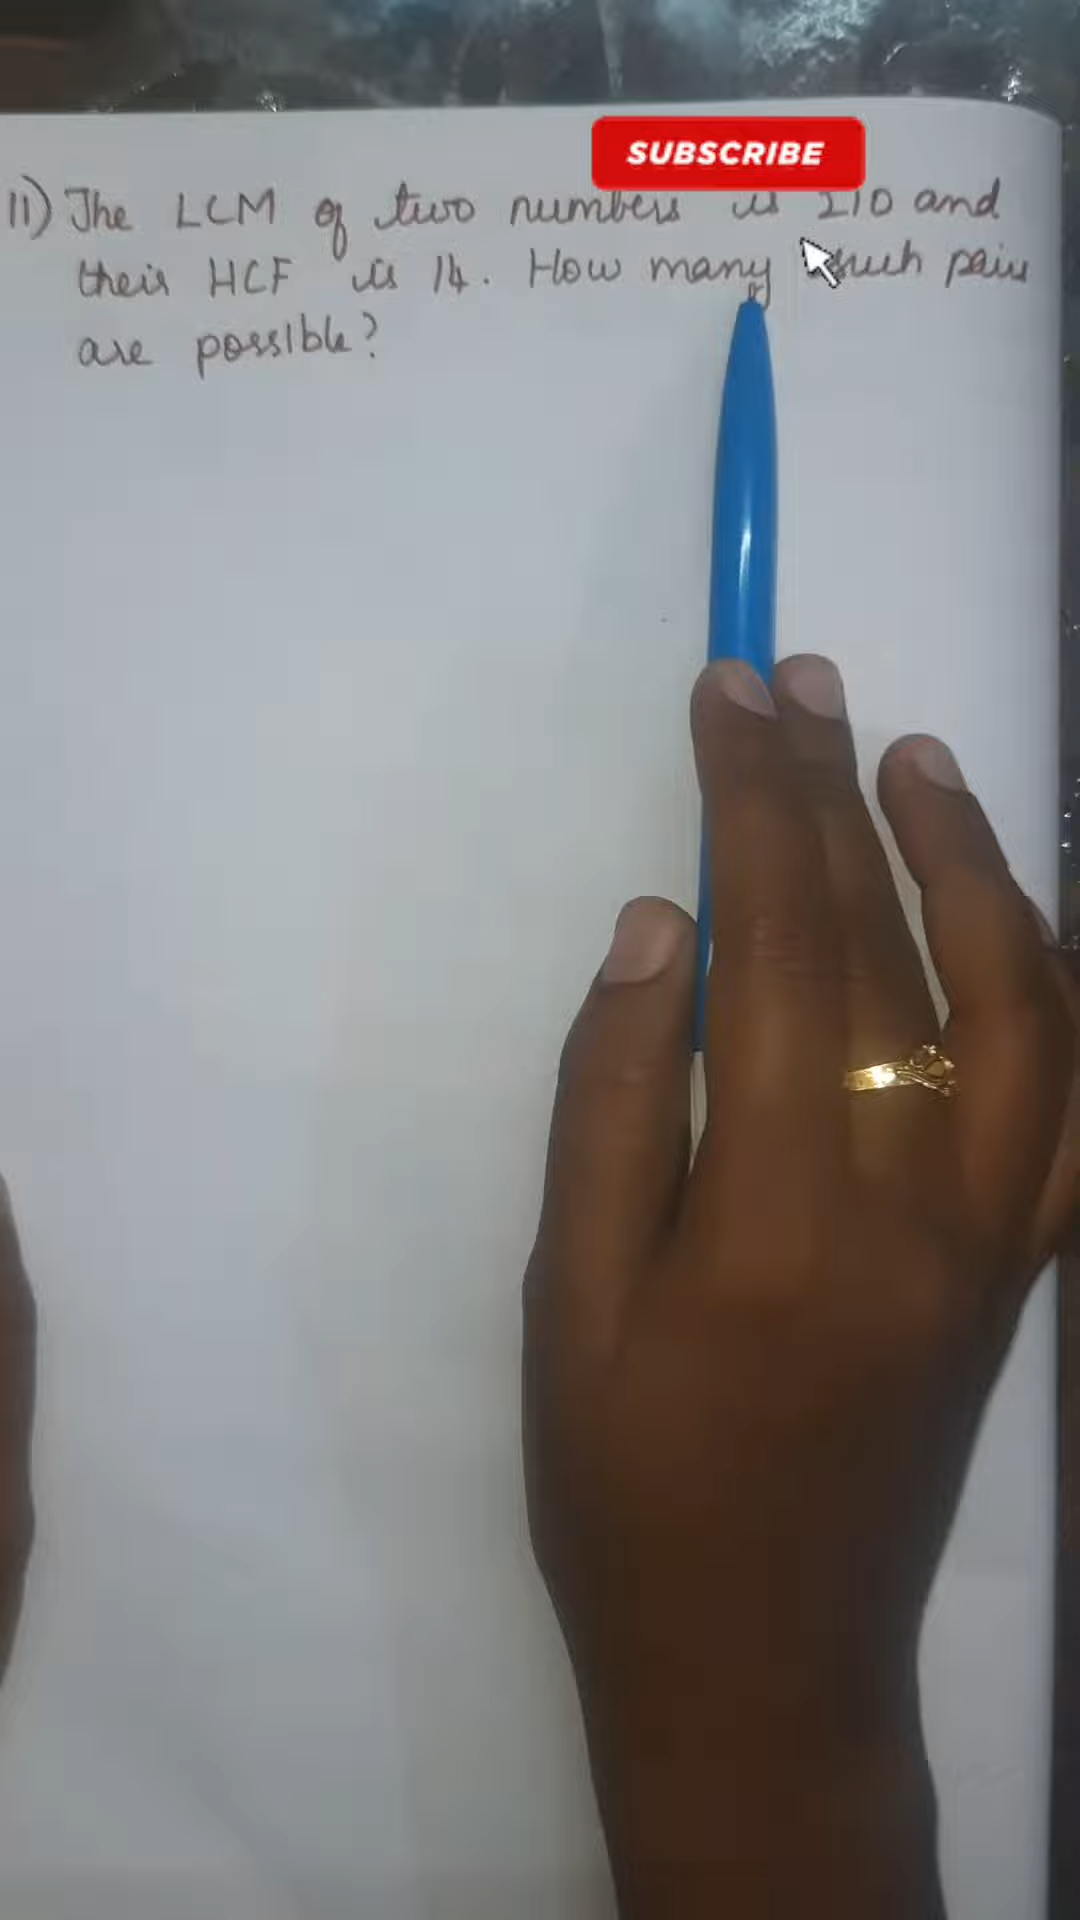 SUBSCRIBE
11) The LCM of two numbers is 210 and
their HCF is 14. How many such pairs
are possible?